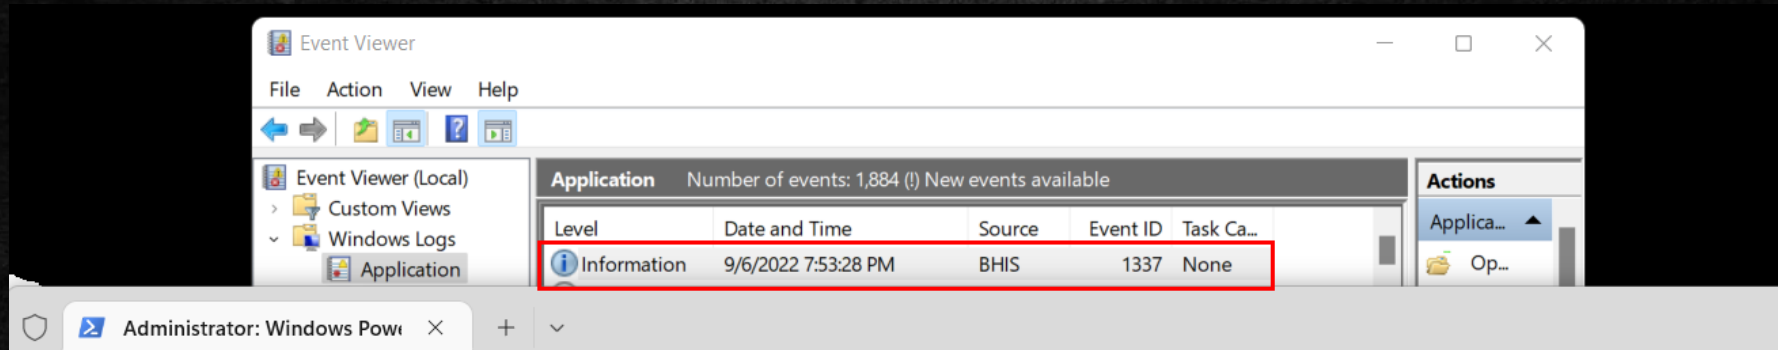 Event Viewer
File Action View Help
Event Viewer (Local)
Custom Views
Windows Logs
Application
Application Number of events: 1,884 (!) New events available
Level Date and Time Source Event ID Task Ca...
Information 9/6/2022 7:53:28 PM BHIS 1337 None
Actions
Applica...
Op...
Administrator: Windows Pow